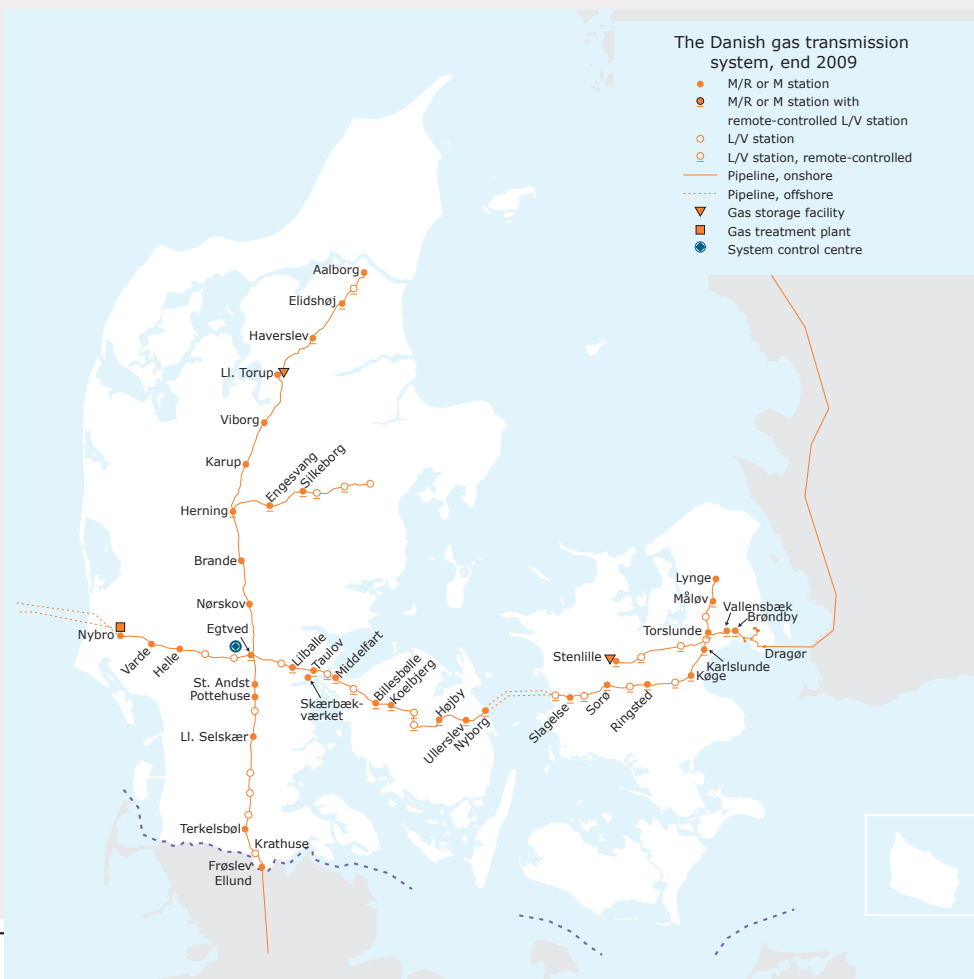 The Danish gas transmission
system, end 2009
M/R or M station
M/R or M station with
remote-controlled L/V station
L/V station
L/V station, remote-controlled
Pipeline, onshore
Pipeline, offshore
Gas storage facility
Gas treatment plant
System control centre
Aalborg
Elidshøj
Haverslev
Ll. Torup
Viborg
Karup
Engesvang
Silkeborg
Herning
Brande
Nørskov
Egtved
Nybro
Varde
Helle
Lilballe
Taulov
Middelfart
St. Andst
Pottehuse
Skærbæk-
værket
Billesbølle
Koelbjerg
Højby
Ullerslev
Nyborg
Ll. Selskær
Terkelsbøl
Krathuse
Frøslev
Ellund
Lynge
Måløv
Vallensbæk
Brøndby
Torslunde
Dragør
Stenlille
Karlslunde
Køge
Slagelse
Sorø
Ringsted